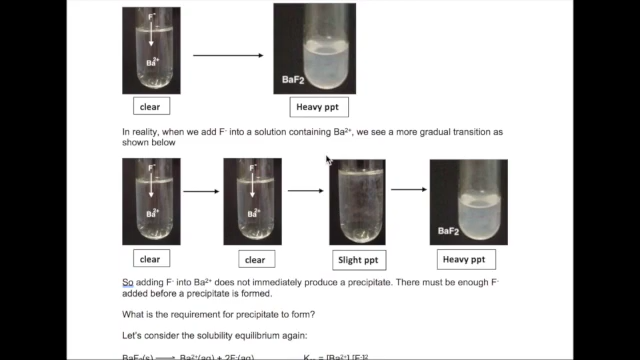 F⁻
Ba²⁺
BaF2
clear
Heavy ppt
In reality, when we add F⁻ into a solution containing Ba²⁺, we see a more gradual transition as
shown below
F⁻ F⁻
Ba²⁺ Ba²⁺
BaF2
clear clear Slight ppt Heavy ppt
So adding F⁻ into Ba²⁺ does not immediately produce a precipitate. There must be enough F⁻
added before a precipitate is formed.
What is the requirement for precipitate to form?
Let's consider the solubility equilibrium again: